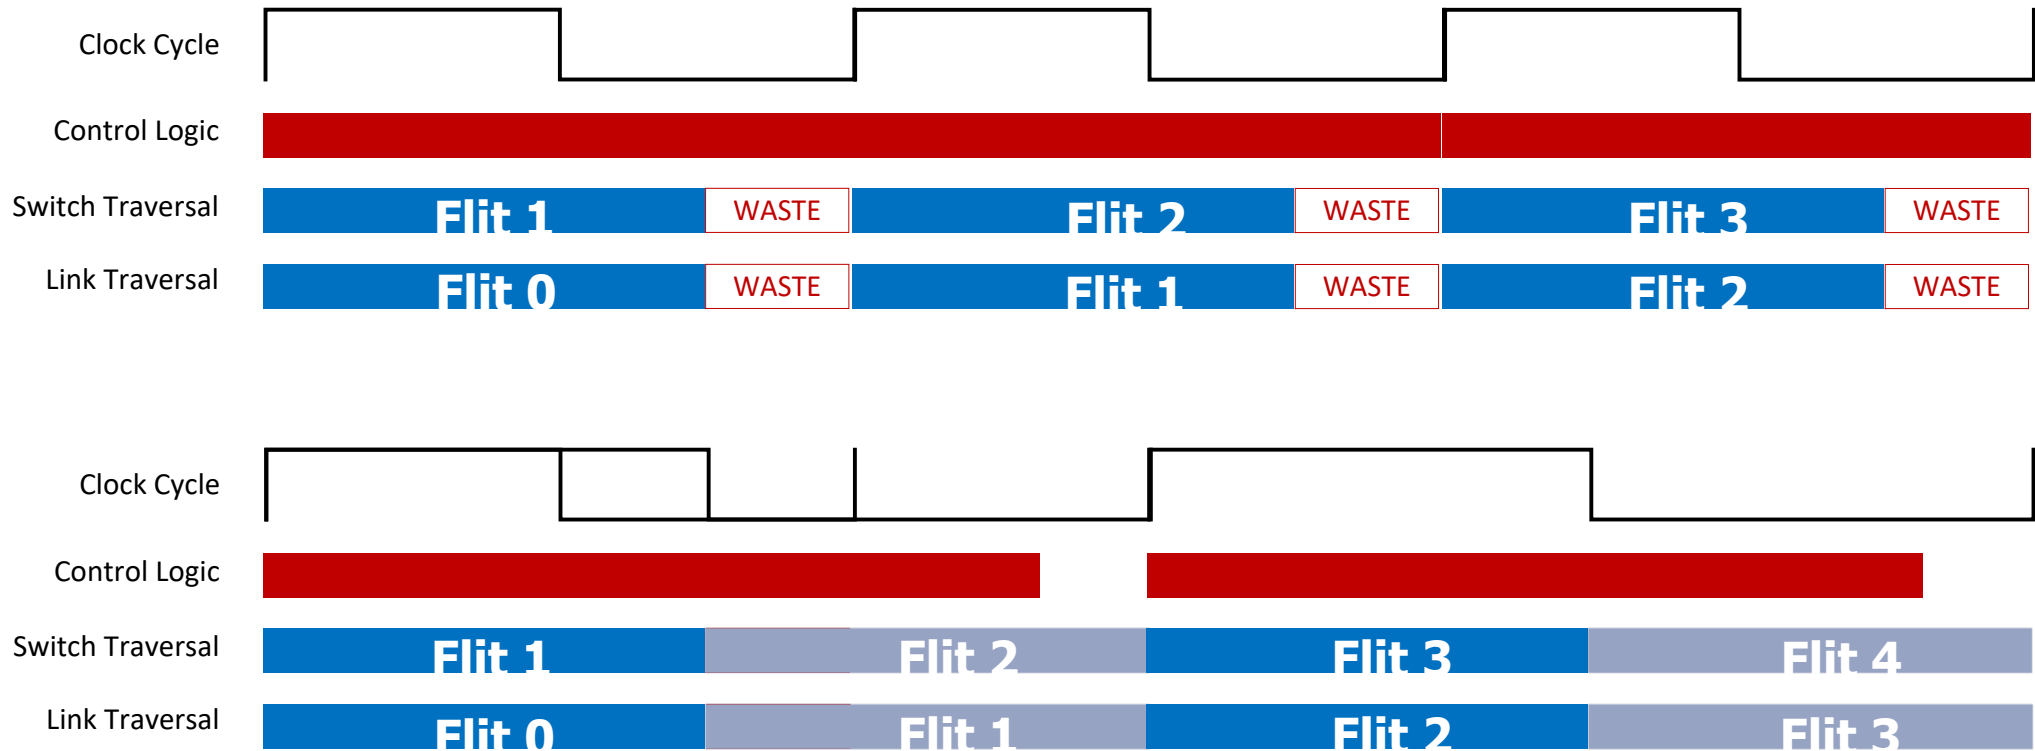 Clock Cycle
Control Logic
Switch Traversal Flit 1 WASTE Flit 2 WASTE Flit 3 WASTE
Link Traversal Flit 0 WASTE Flit 1 WASTE Flit 2 WASTE
Clock Cycle
Control Logic
Switch Traversal Flit 1 Flit 2 Flit 3 Flit 4
Link Traversal Flit 0 Flit 1 Flit 2 Flit 3